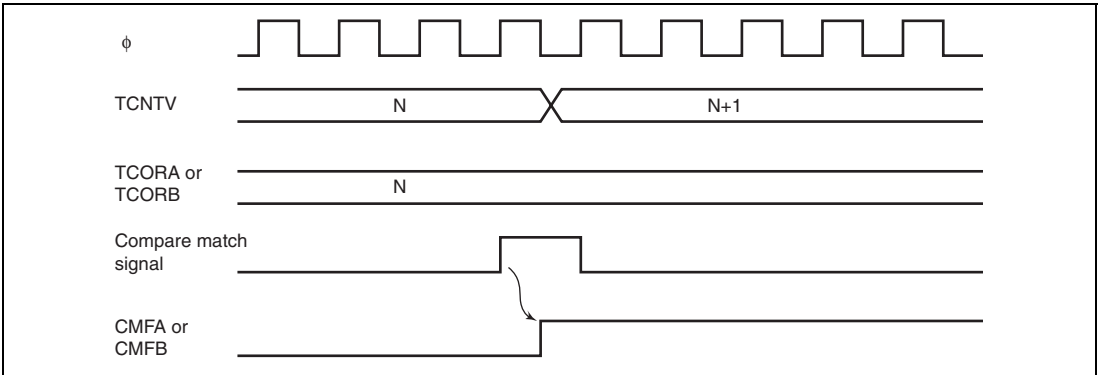 φ
TCNTV
N
N+1
TCORA or
TCORB
N
Compare match
signal
CMFA or
CMFB